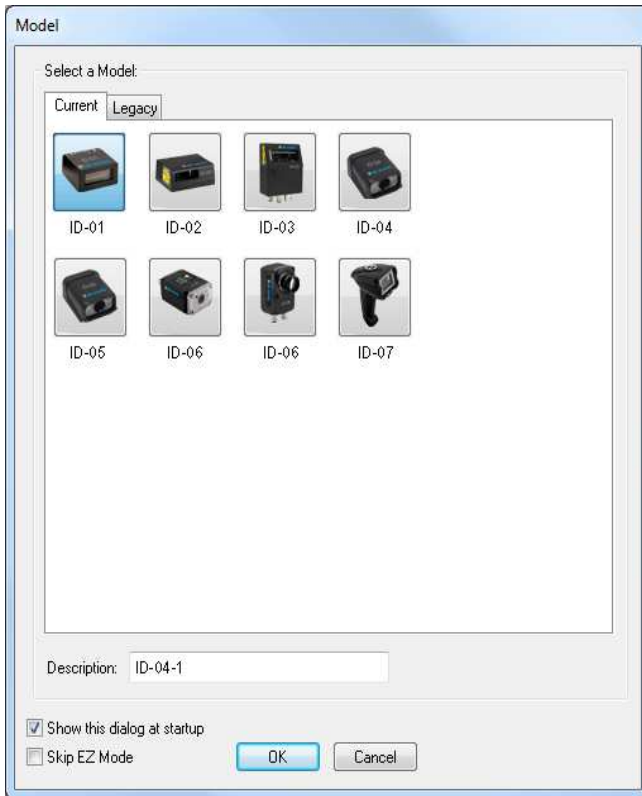 Model
Select a Model:
Current Legacy
ID-01 ID-02 ID-03 ID-04
ID-05 ID-06 ID-06 ID-07
Description: ID-04-1
Show this dialog at startup
Skip EZ Mode OK Cancel